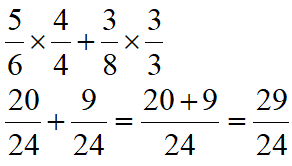 5/6 × 4/4 + 3/8 × 3/3
20/24 + 9/24 = 20+9/24 = 29/24